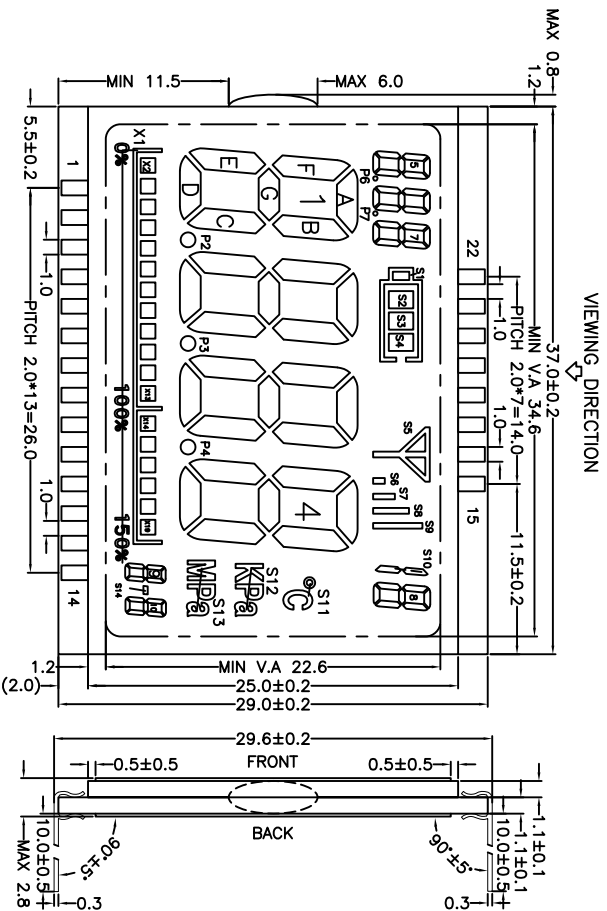 VIEWING DIRECTION
MAX 0.8
1.2
37.0±0.2
MIN V.A 34.6
PITCH 2.0*7=14.0
11.5±0.2
1.0
1.0
22
15
MIN 11.5
MAX 6.0
5.5±0.2
1
14
1.0
PITCH 2.0*13=26.0
1.0
X1
0%
100%
150%
X2
X13
X14
X19
5
P6
P7
7
S1
S2
S3
S4
S5
S6
S7
S8
S9
S10
8
A
B
C
D
E
F
G
1
P2
P3
P4
4
°C
S11
KPa
S12
MPa
S13
9
S14
10
1.2
(2.0)
MIN V.A 22.6
25.0±0.2
29.0±0.2
29.6±0.2
FRONT
0.5±0.5
0.5±0.5
BACK
1.1±0.1
1.1±0.1
10.0±0.5
10.0±0.5
MAX 2.8
90°±5°
90°±5°
0.3
0.3